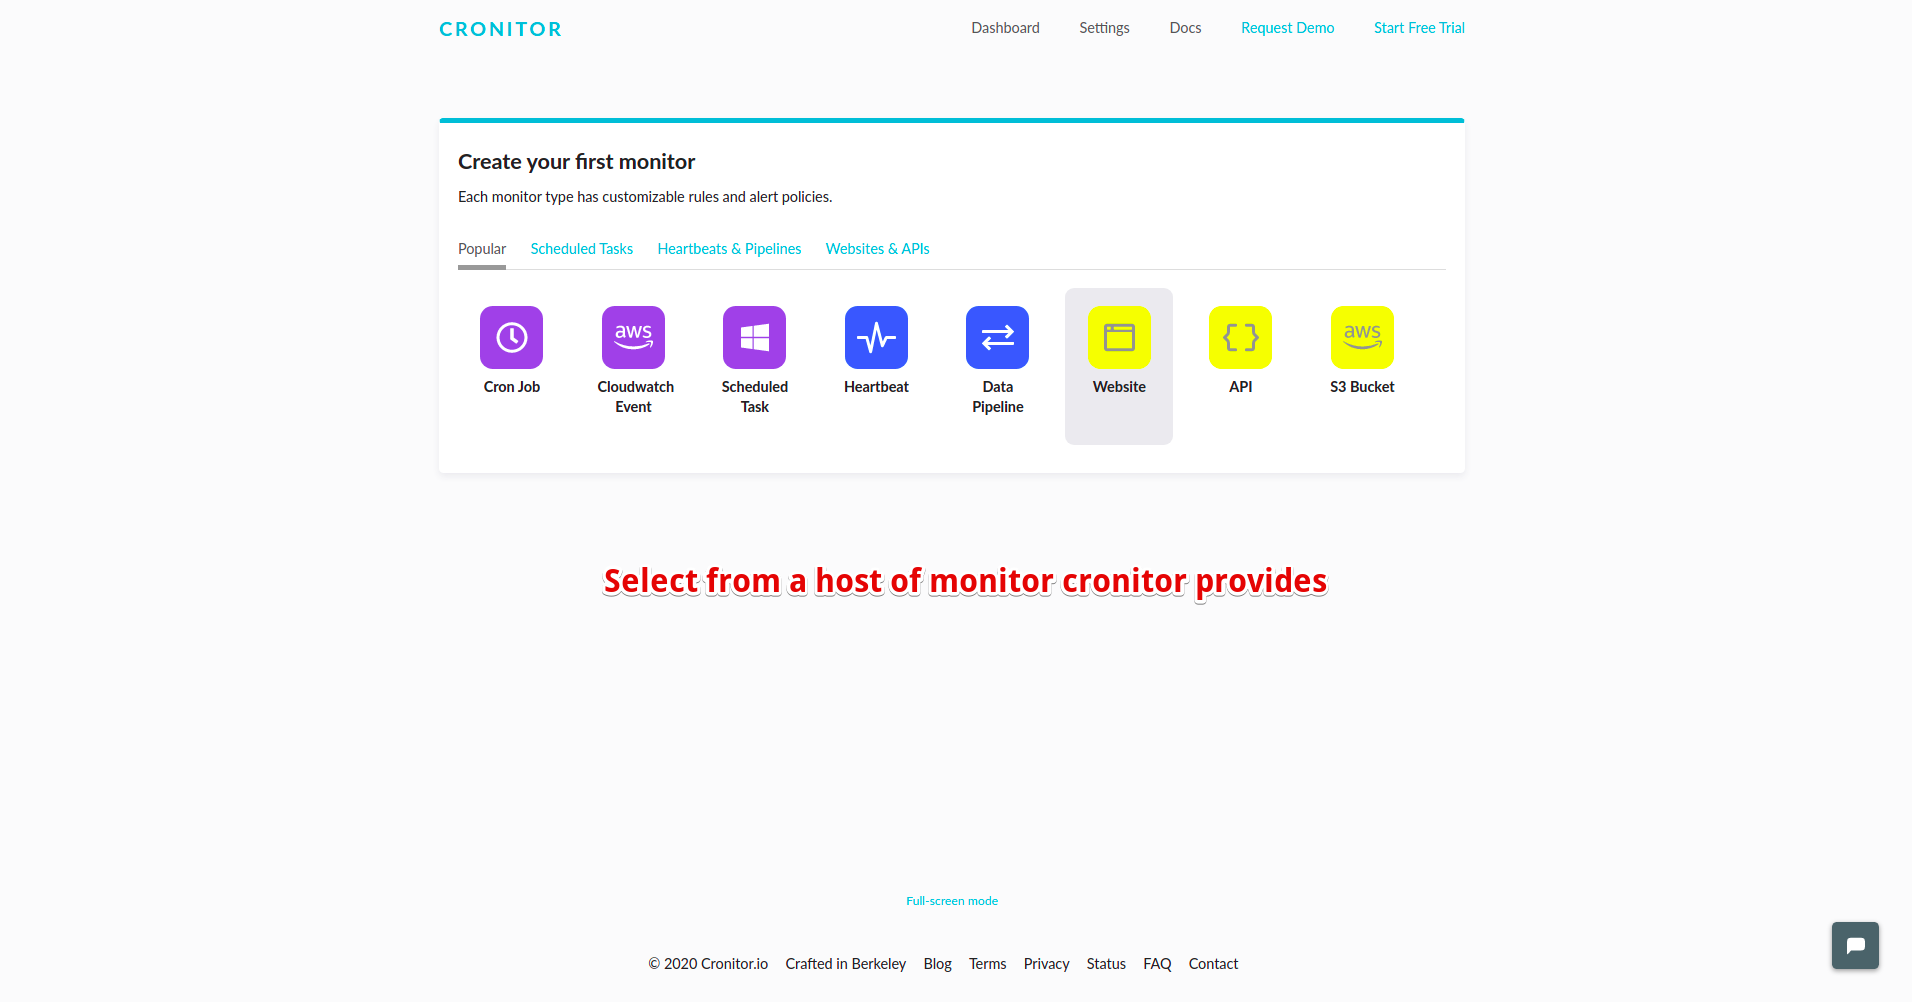 CRONITOR
Dashboard Settings Docs Request Demo Start Free Trial
Create your first monitor
Each monitor type has customizable rules and alert policies.
Popular Scheduled Tasks Heartbeats & Pipelines Websites & APIs
aws
aws
Cron Job
Cloudwatch
Event
Scheduled
Task
Heartbeat
Data
Pipeline
Website
API
S3 Bucket
Select from a host of monitor cronitor provides
Full-screen mode
© 2020 Cronitor.io Crafted in Berkeley Blog Terms Privacy Status FAQ Contact